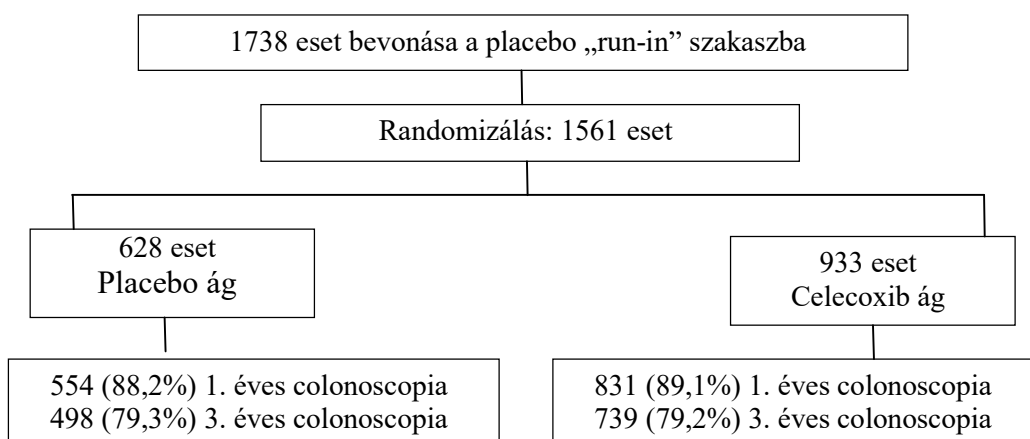 1738 eset bevonása a placebo „run-in” szakaszba
Randomizálás: 1561 eset
628 eset
Placebo ág
933 eset
Celecoxib ág
554 (88,2%) 1. éves colonoscopia
498 (79,3%) 3. éves colonoscopia
831 (89,1%) 1. éves colonoscopia
739 (79,2%) 3. éves colonoscopia